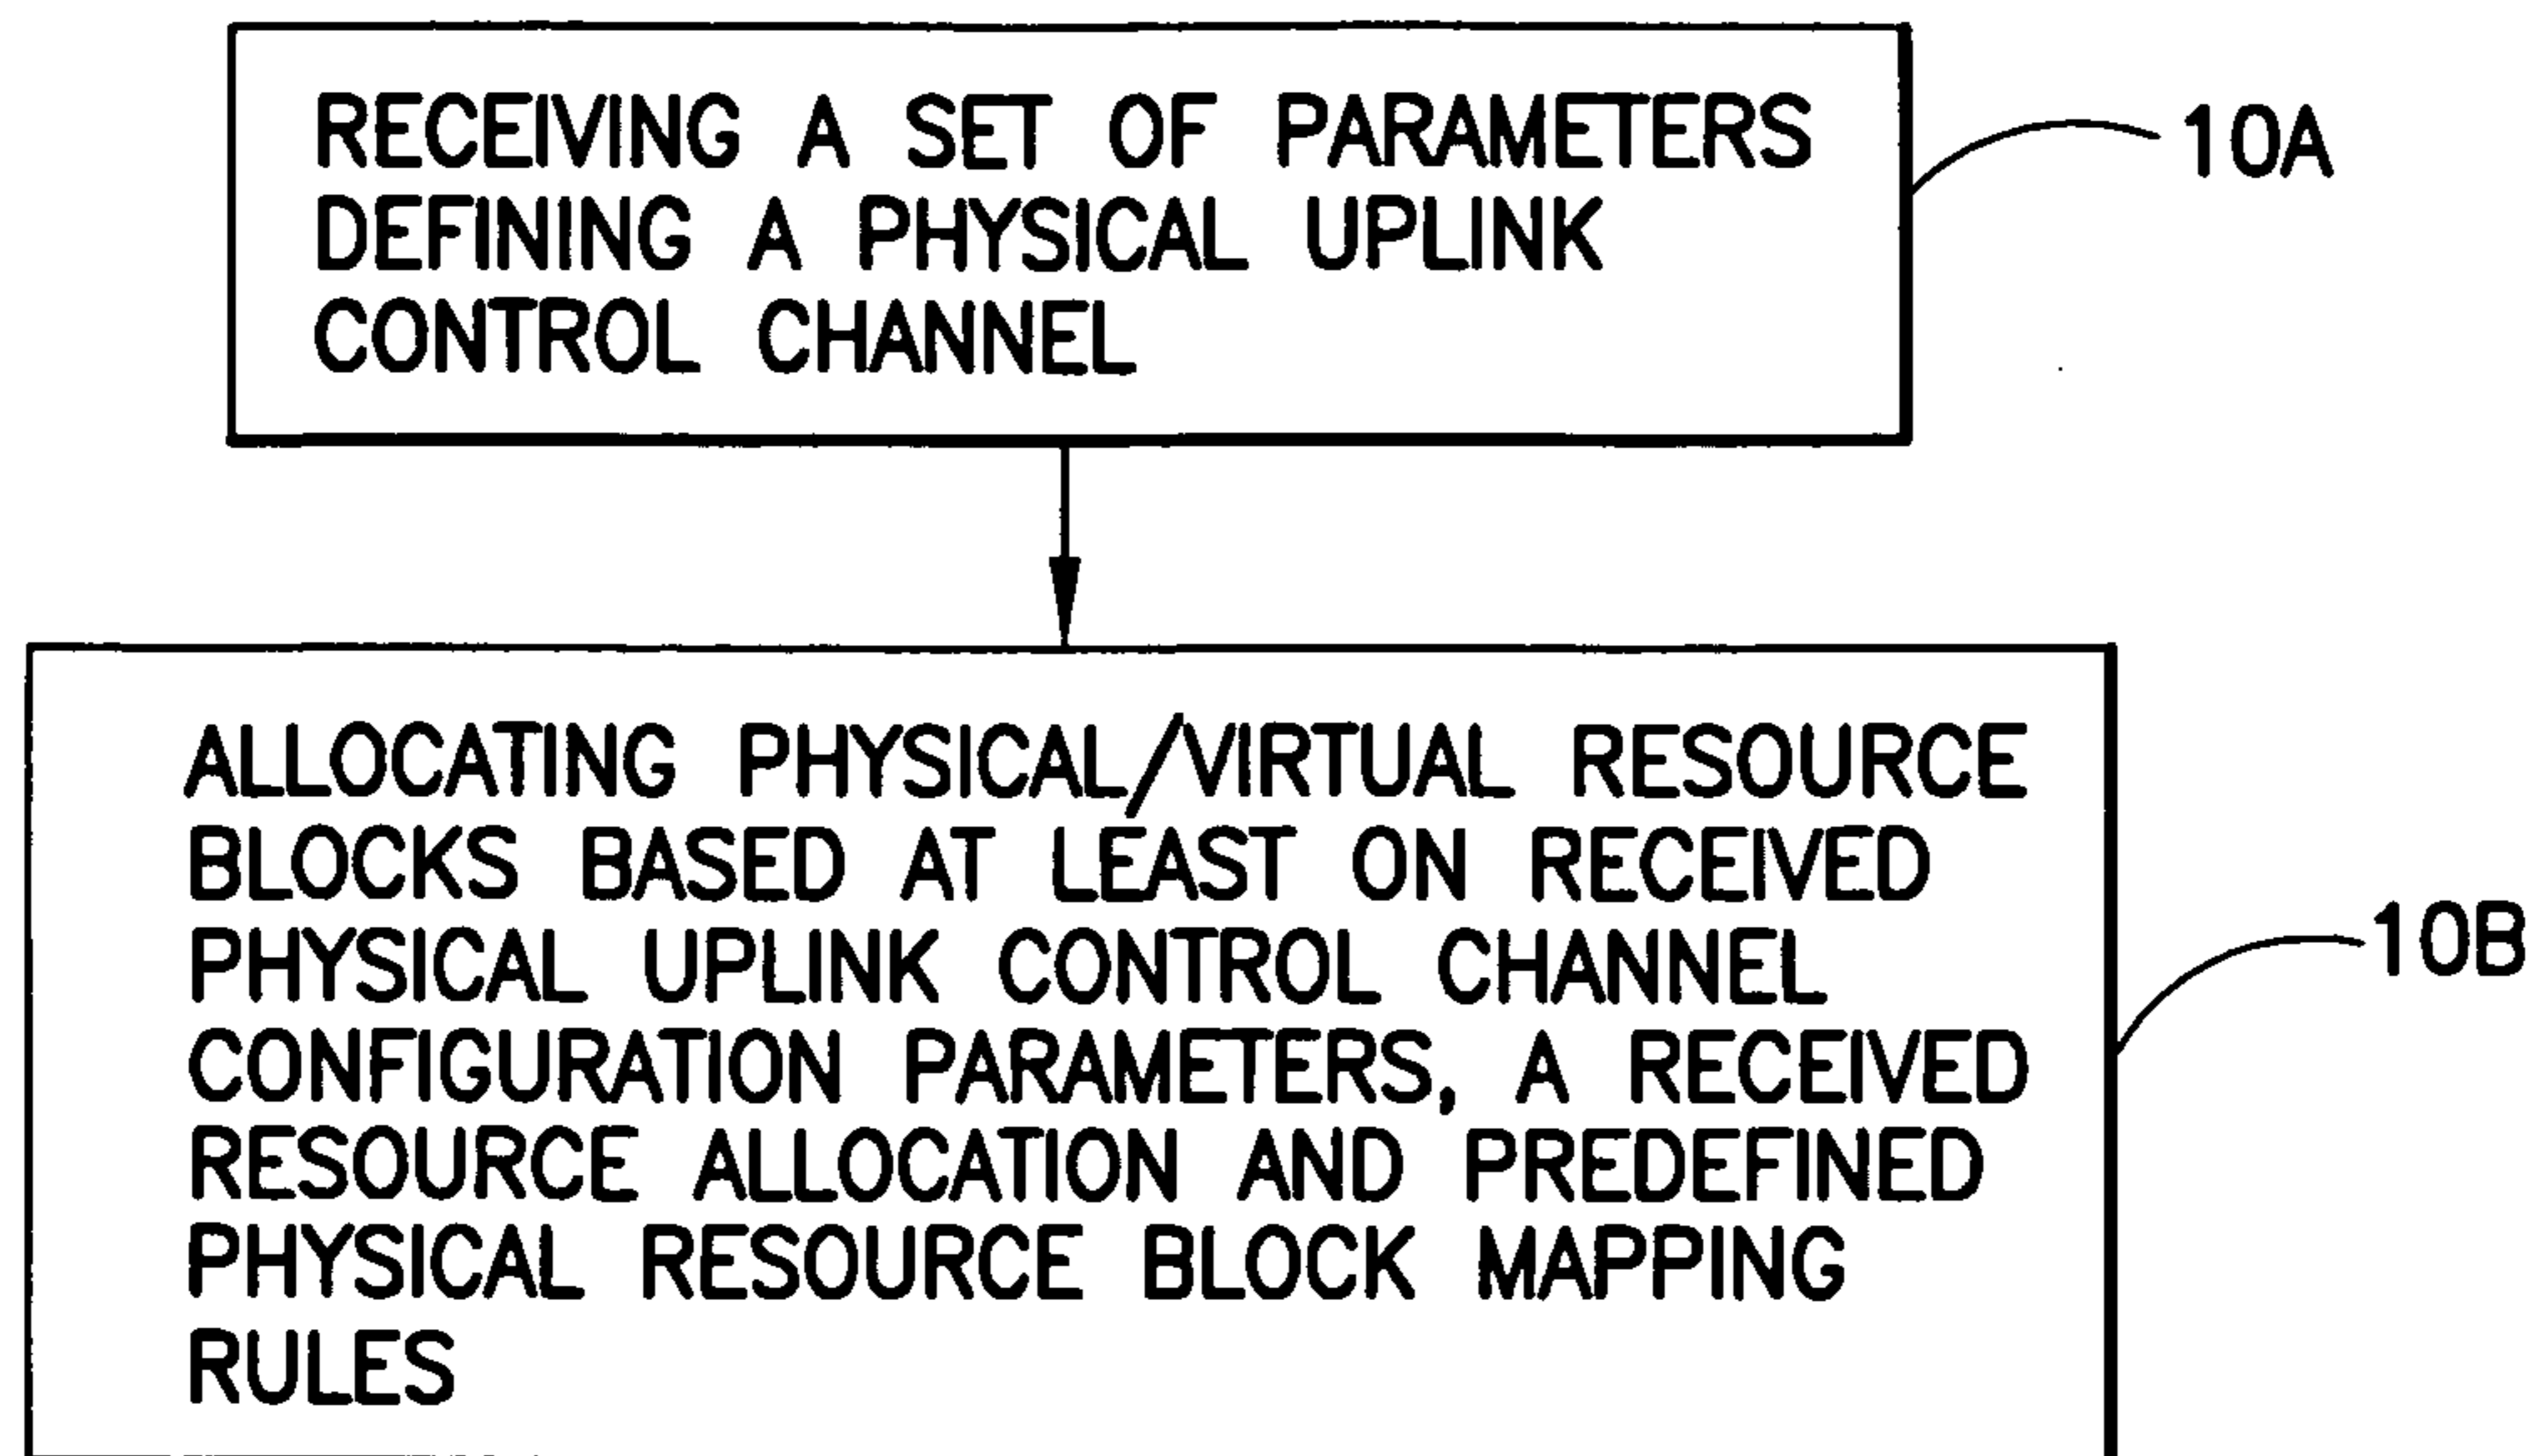 RECEIVING A SET OF PARAMETERS
DEFINING A PHYSICAL UPLINK
CONTROL CHANNEL
10A
ALLOCATING PHYSICAL/VIRTUAL RESOURCE
BLOCKS BASED AT LEAST ON RECEIVED
PHYSICAL UPLINK CONTROL CHANNEL
CONFIGURATION PARAMETERS, A RECEIVED
RESOURCE ALLOCATION AND PREDEFINED
PHYSICAL RESOURCE BLOCK MAPPING
RULES
10B